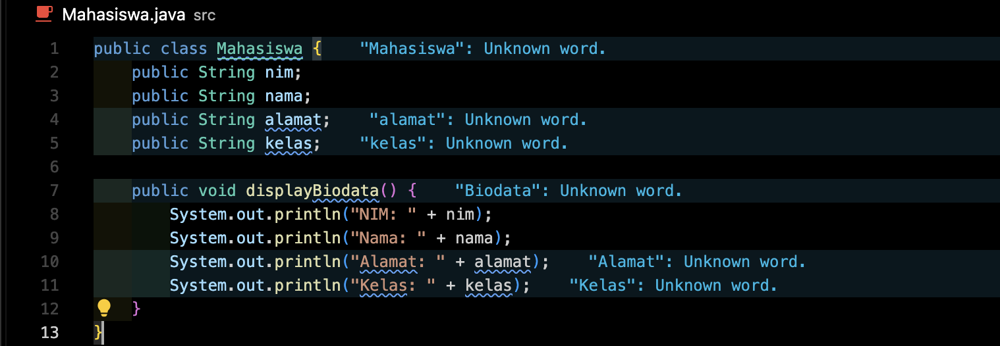 Mahasiswa.java src
1 public class Mahasiswa { "Mahasiswa": Unknown word.
2 public String nim;
3 public String nama;
4 public String alamat; "alamat": Unknown word.
5 public String kelas; "kelas": Unknown word.
6
7 public void displayBiodata() { "Biodata": Unknown word.
8 System.out.println("NIM: " + nim);
9 System.out.println("Nama: " + nama);
10 System.out.println("Alamat: " + alamat); "Alamat": Unknown word.
11 System.out.println("Kelas: " + kelas); "Kelas": Unknown word.
12 }
13 }